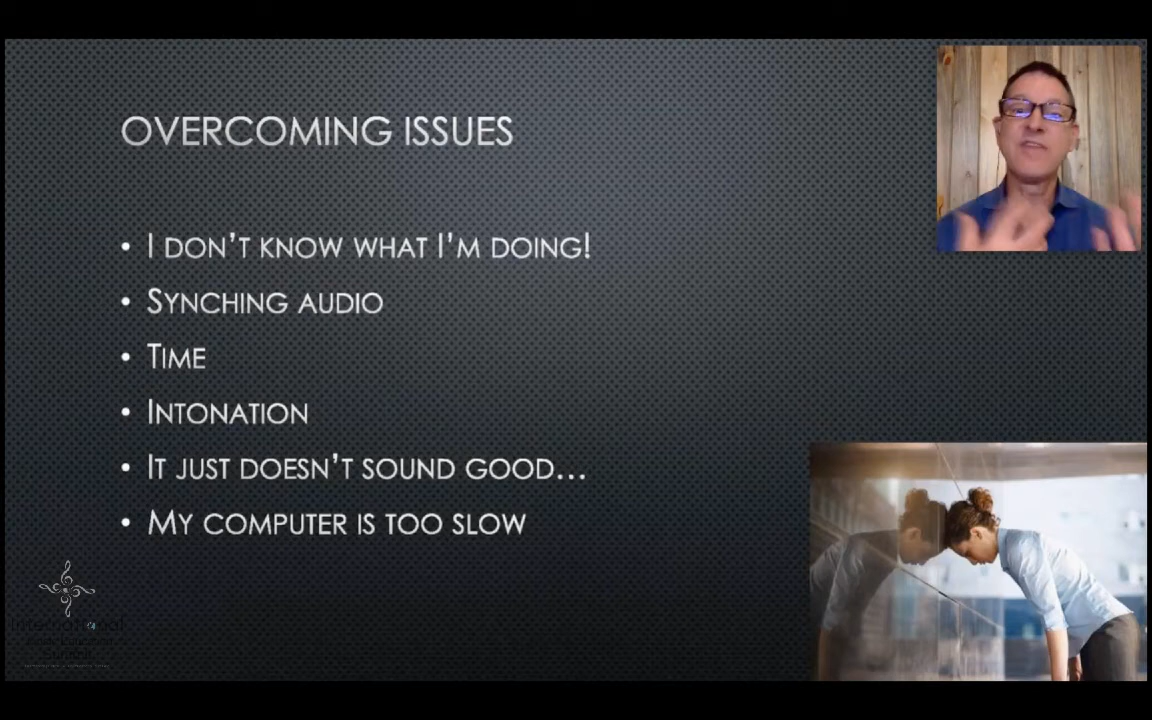 OVERCOMING ISSUES
• I DON'T KNOW WHAT I'M DOING!
• SYNCHING AUDIO
• TIME
• INTONATION
• IT JUST DOESN'T SOUND GOOD...
• MY COMPUTER IS TOO SLOW
International